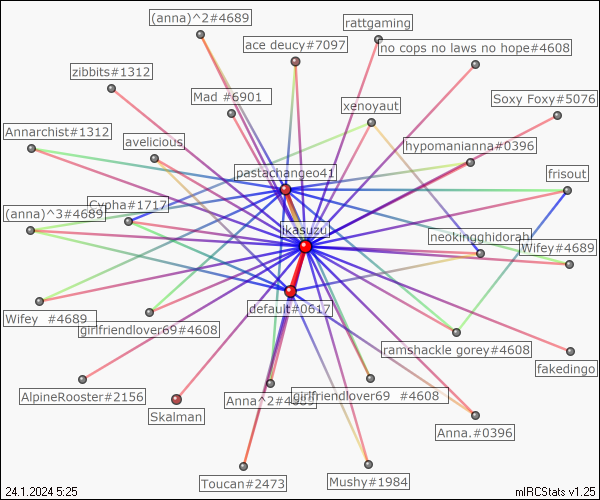 (anna)^2#4689
rattgaming
ace deucy#7097
no cops no laws no hope#4608
zibbits#1312
Mad #6901
xenoyaut
Soxy Foxy#5076
Annarchist#1312
avelicious
hypomanianna#0396
pastachangeo41
frisout
Cypha#1717
(anna)^3#4689
ikasuzu
neokingghidorah
Wifey#4689
default#0617
Wifey  #4689
girlfriendlover69#4608
ramshackle gorey#4608
fakedingo
AlpineRooster#2156
Anna^2#4689
girlfriendlover69  #4608
Skalman
Anna.#0396
Toucan#2473
Mushy#1984
24.1.2024 5:25
mIRCStats v1.25